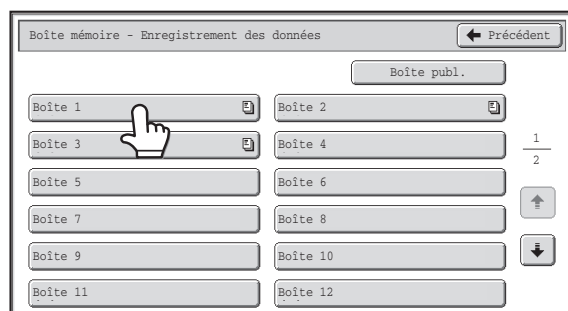 Boîte mémoire - Enregistrement des données
Précédent
Boîte publ.
Boîte 1
Boîte 2
Boîte 3
Boîte 4
1
2
Boîte 5
Boîte 6
Boîte 7
Boîte 8
Boîte 9
Boîte 10
Boîte 11
Boîte 12